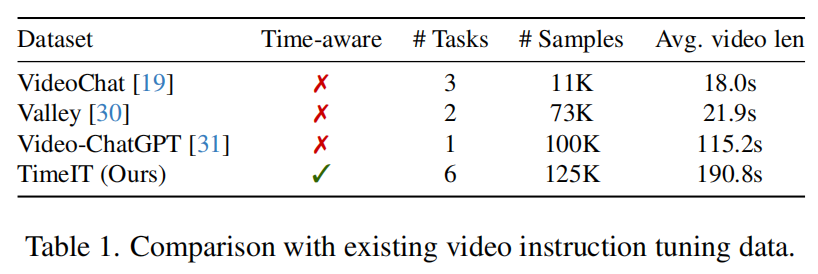 Dataset Time-aware # Tasks # Samples Avg. video len
VideoChat [19] ✗ 3 11K 18.0s
Valley [30] ✗ 2 73K 21.9s
Video-ChatGPT [31] ✗ 1 100K 115.2s
TimeIT (Ours) ✓ 6 125K 190.8s
Table 1. Comparison with existing video instruction tuning data.